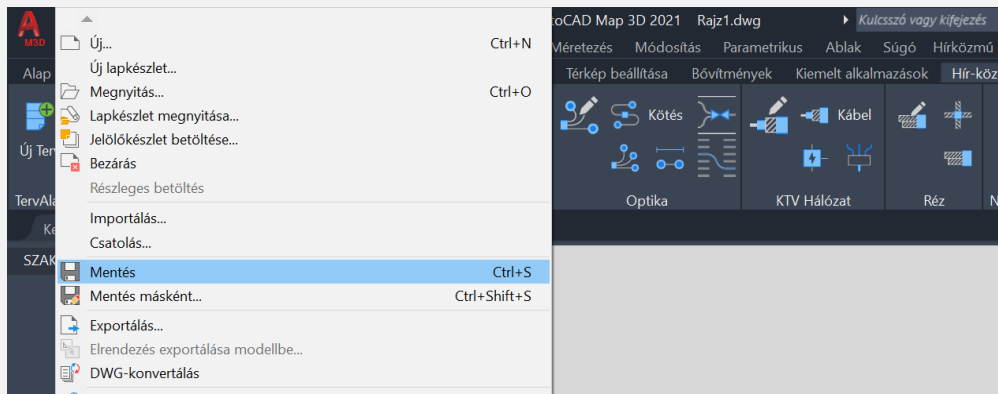 toCAD Map 3D 2021 Rajz1.dwg Kulcsszó vagy kifejezés
M3D
Új... Ctrl+N
Méretezés Módosítás Parametrikus Ablak Súgó Hírközmű
Új lapkészlet...
Alap Térkép beállítása Bővítmények Kiemelt alkalmazások Hír-köz
Megnyitás... Ctrl+O
Lapkészlet megnyitása...
Kötés Kábel
Jelölőkészlet betöltése...
Új Ter
Bezárás
Részleges betöltés
TervAla Optika KTV Hálózat Réz N
Importálás...
Ke
Csatolás...
SZAK
Mentés Ctrl+S
Mentés másként... Ctrl+Shift+S
Exportálás...
Elrendezés exportálása modellbe...
DWG-konvertálás